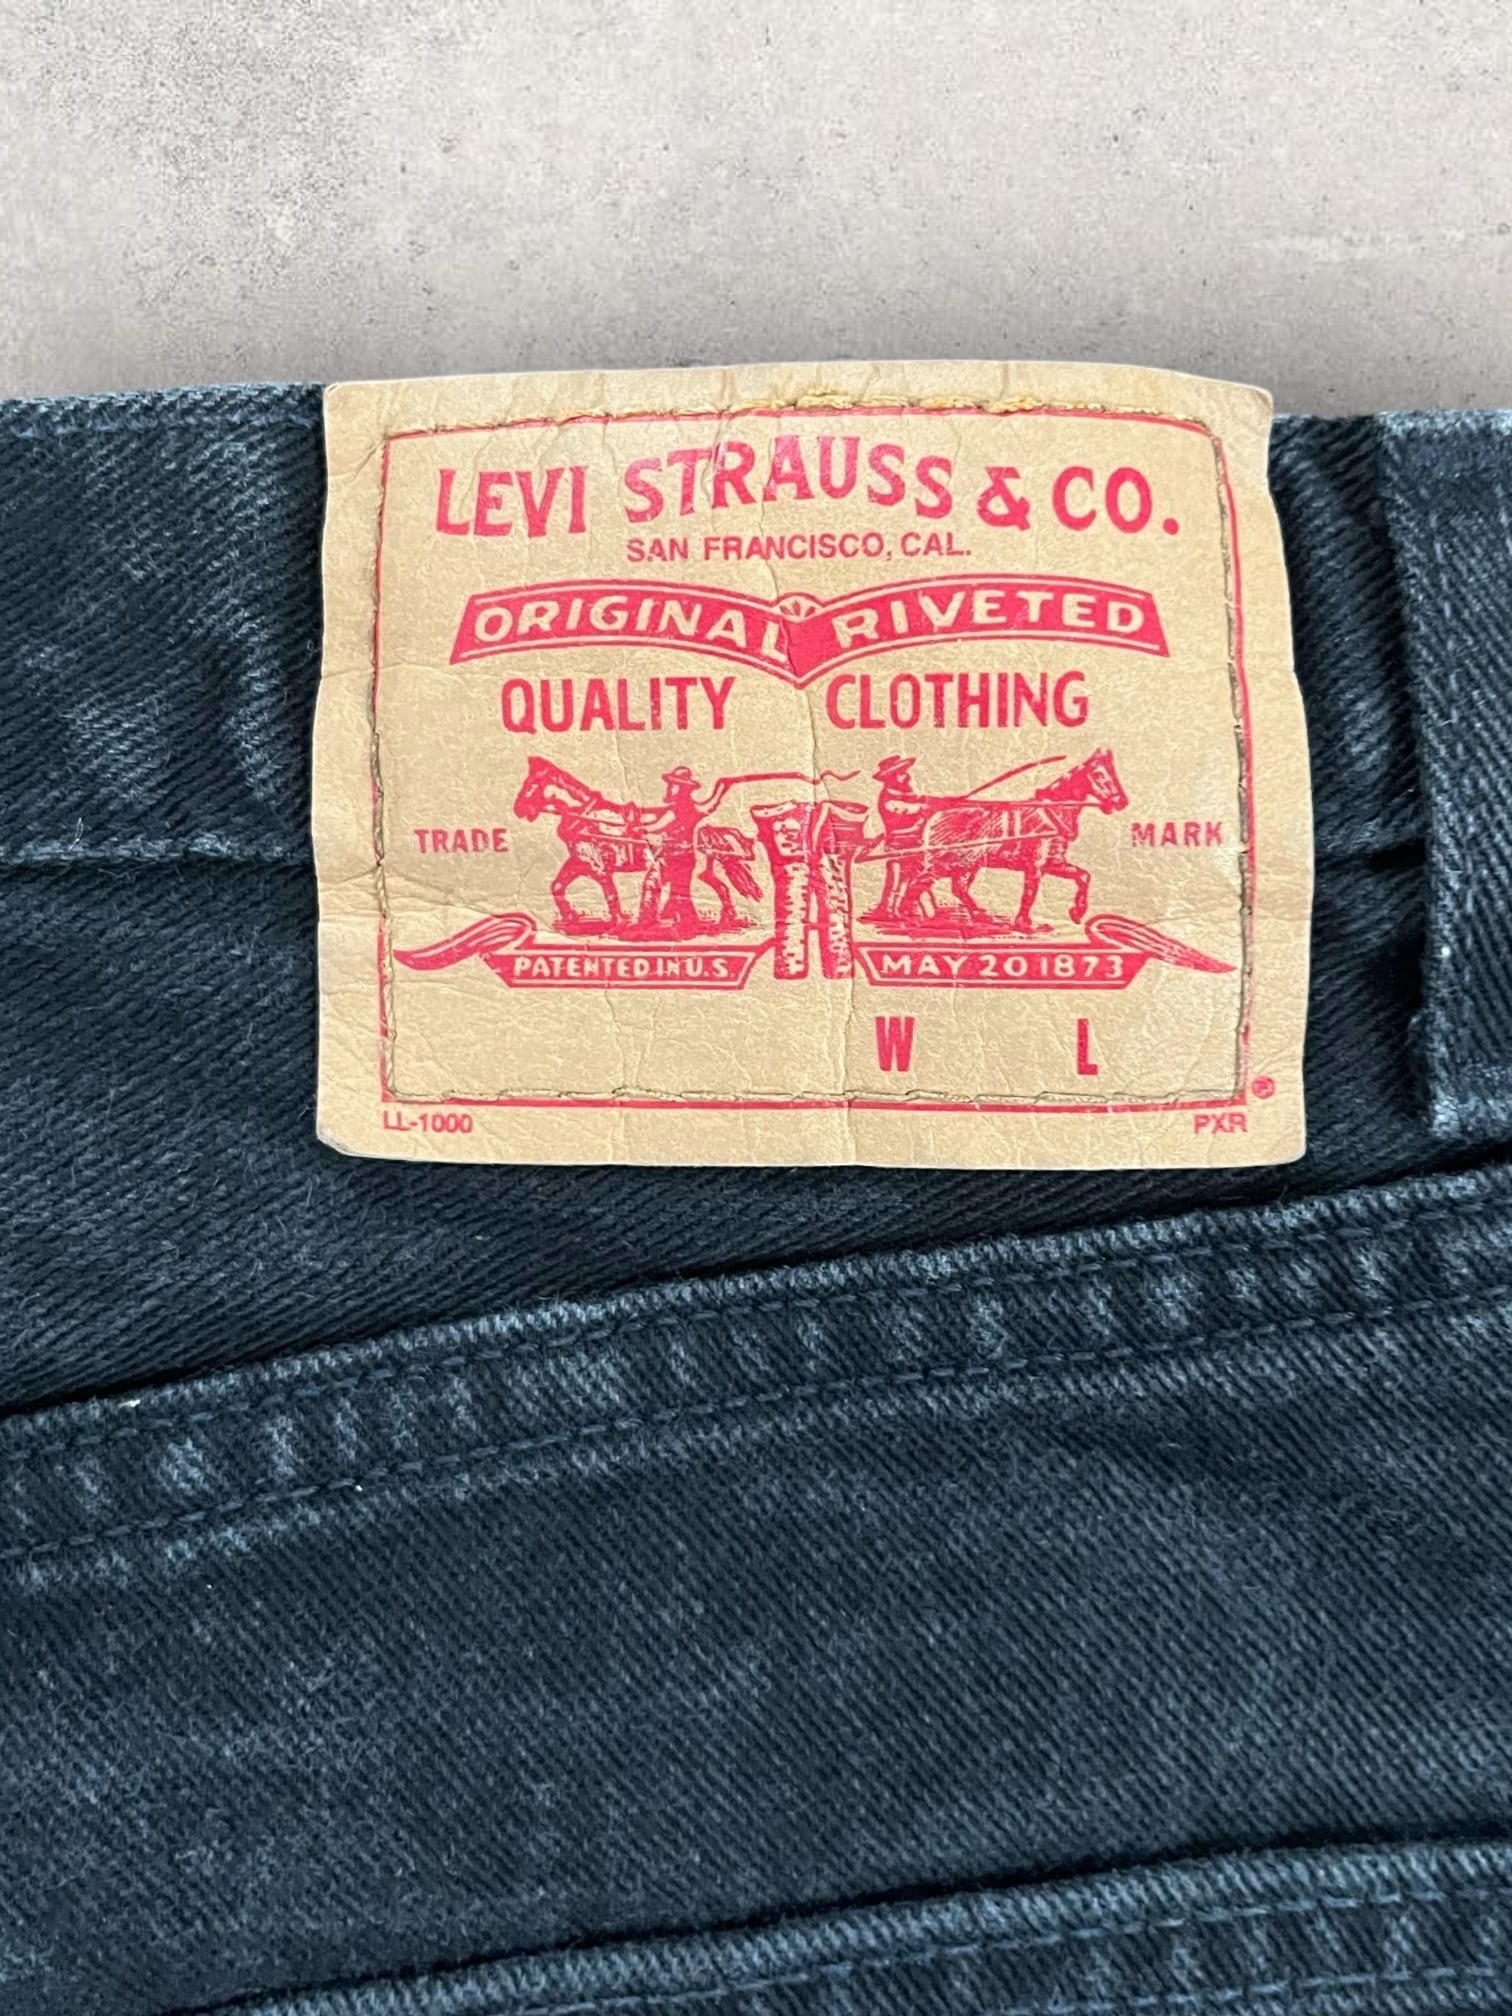 LEVI STRAUSS & CO.
SAN FRANCISCO, CAL.
ORIGINAL RIVETED
QUALITY CLOTHING
TRADE MARK
PATENTED IN U.S. MAY 20 1873
W L
LL-1000 PXR ®